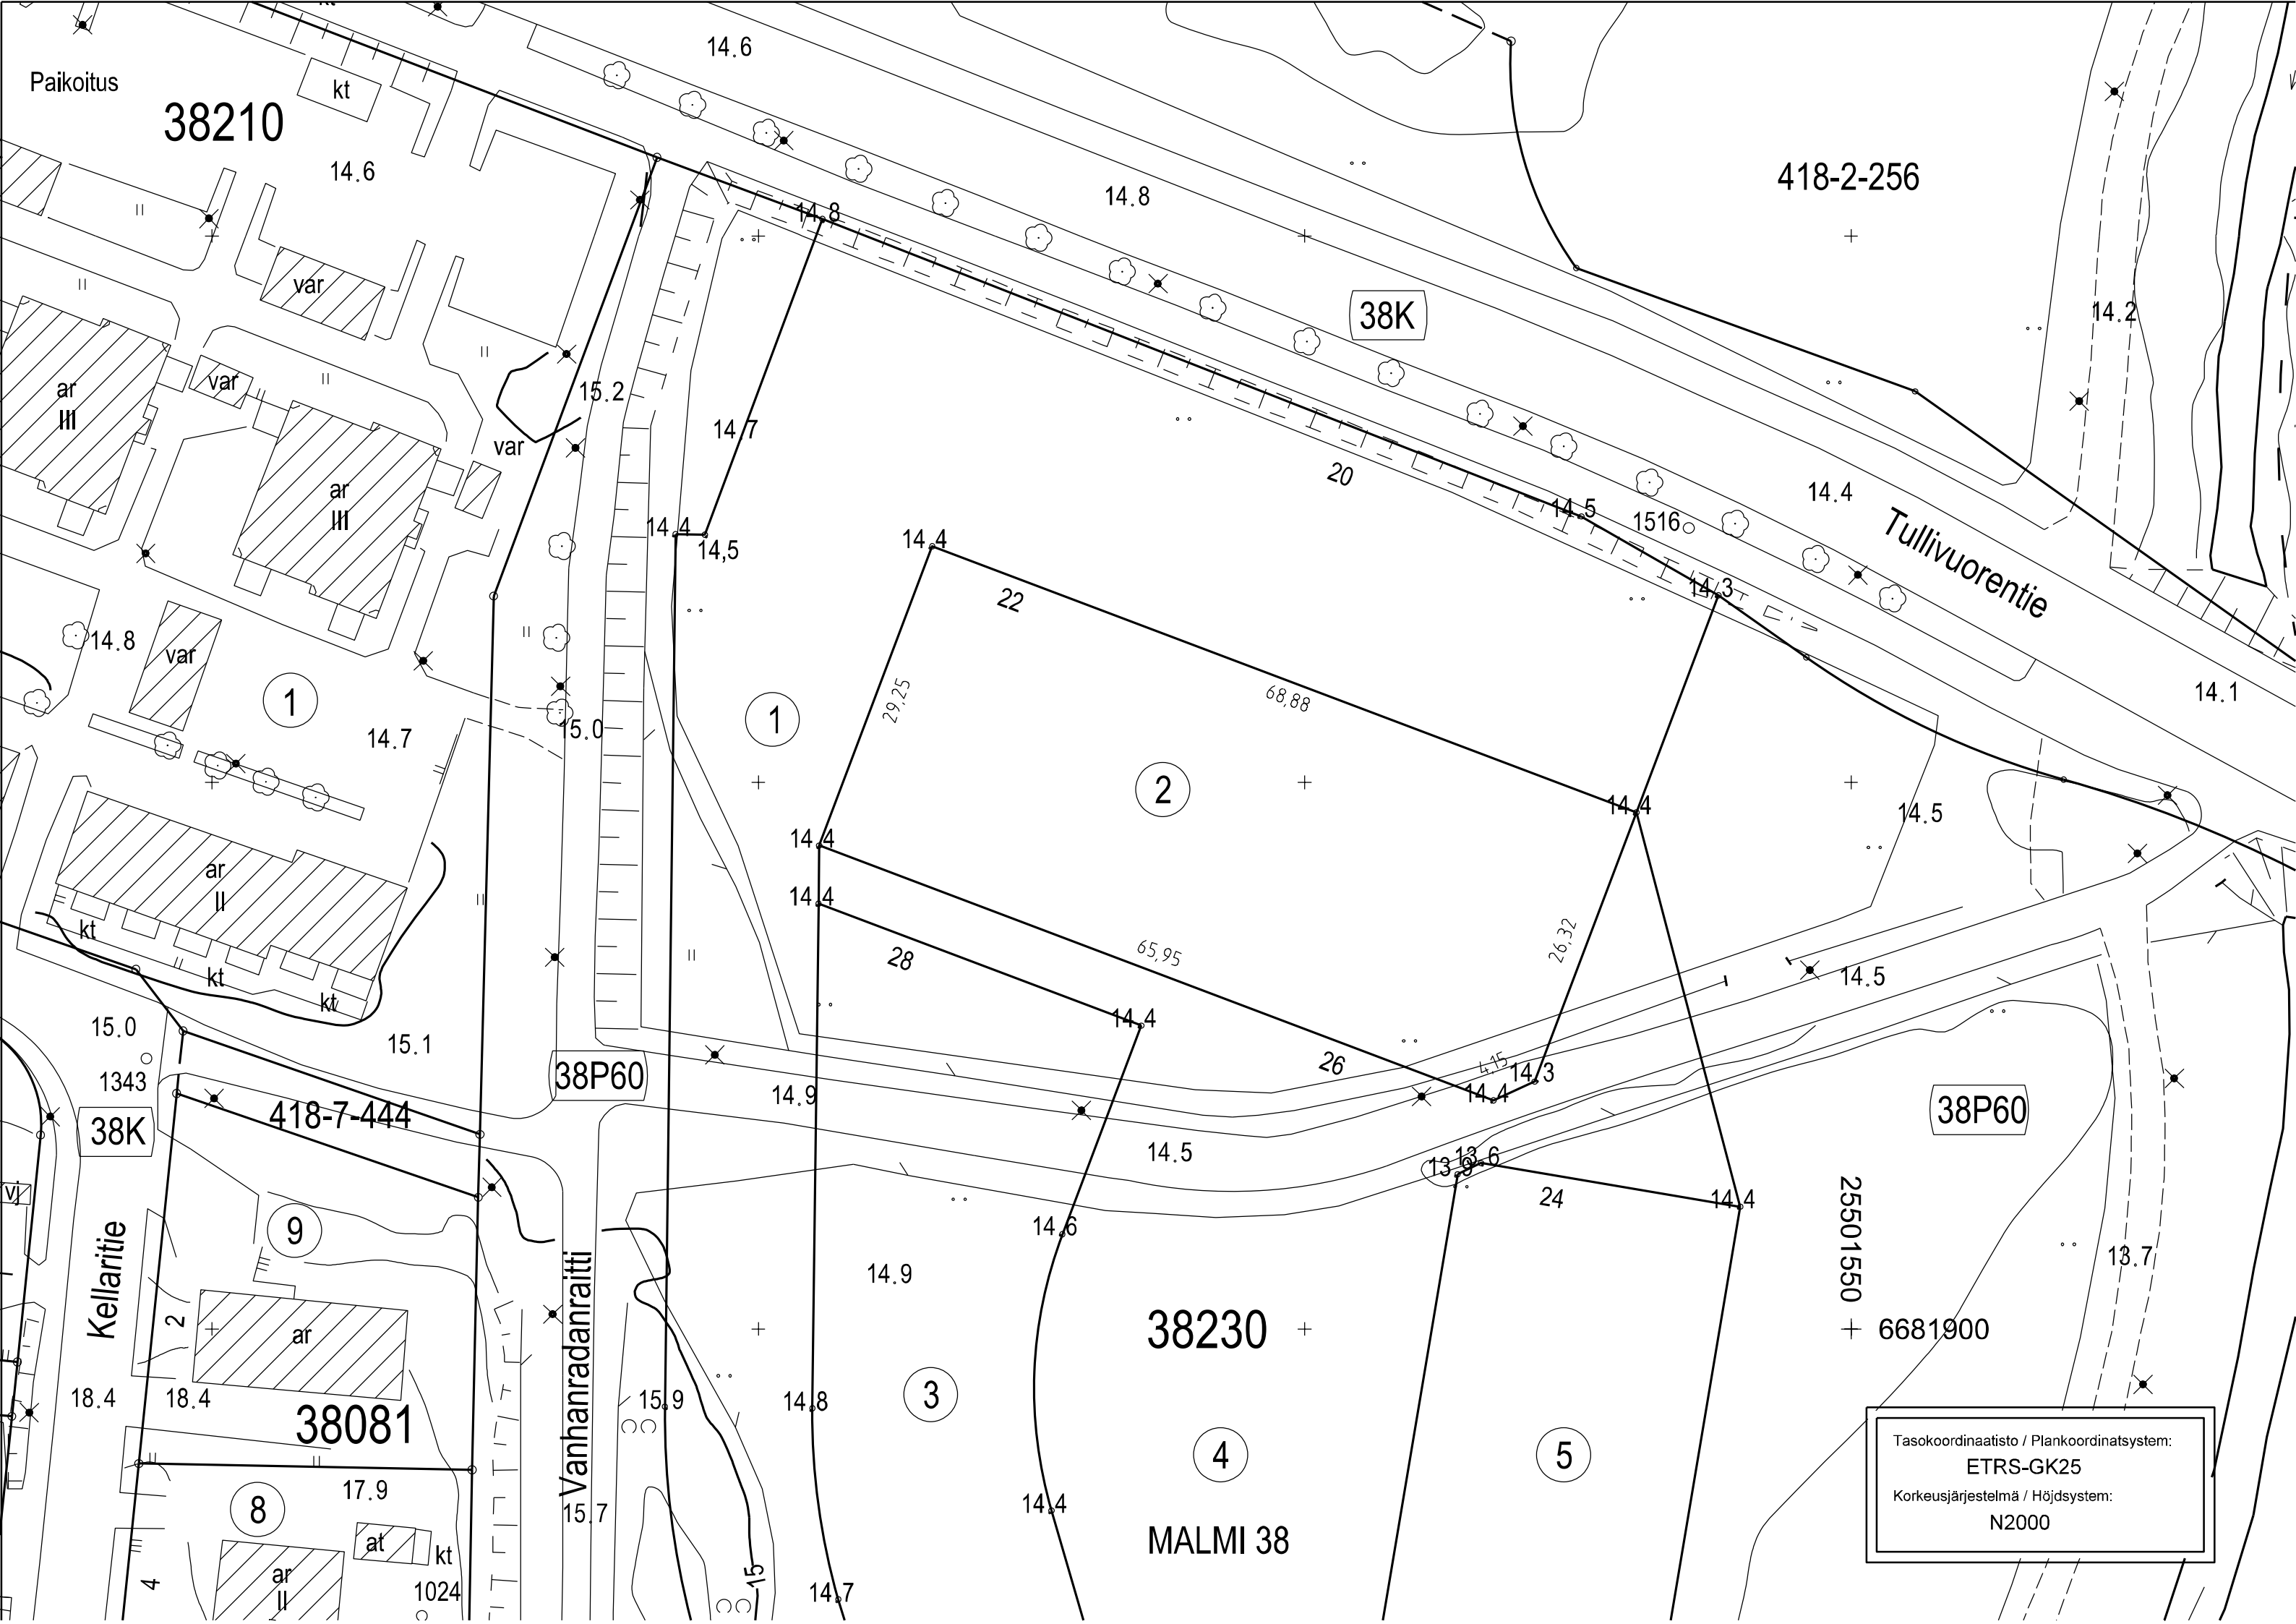 kt
14.6
Paikoitus
kt
38210
14.6
14.8
418-2-256
14.8
var
38K
14.2
ar
III
var
15.2
14.7
var
20
ar
III
14.4
Tullivuorentie
14.5
1516
14.4
14,5
14.4
22
14.3
14.8
var
1
29,25
68,88
14.1
1
15.0
14.7
2
14.4
14.5
14.4
ar
II
14.4
kt
28
65,95
26,32
kt
kt
14.5
15.0
15.1
14.4
26
4,15
1343
38P60
14.9
14.4
14.3
38P60
38K
418-7-444
14.5
13.9
13.6
vj
24
14.4
25501550
9
14.6
13.7
Kellaritie
Vanhanradanraitti
14.9
2
ar
38230
6681900
18.4
18.4
15.9
14.8
3
38081
4
5
Tasokoordinaatisto / Plankoordinatsystem:
ETRS-GK25
Korkeusjärjestelmä / Höjdsystem:
N2000
17.9
8
15.7
14.4
MALMI 38
at
kt
ar
II
4
1024
15
14.7